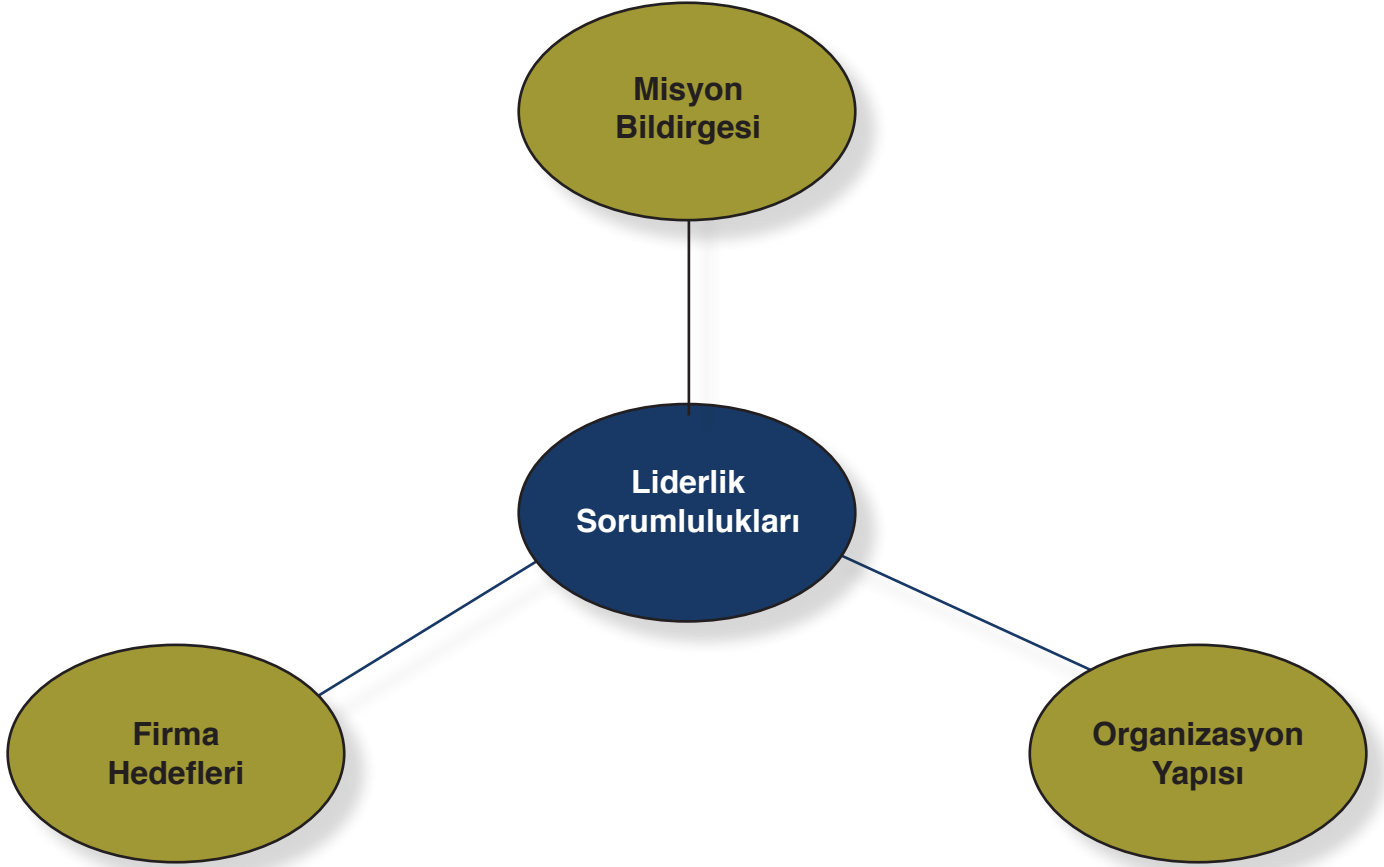 Misyon
Bildirgesi
Liderlik
Sorumlulukları
Firma
Hedefleri
Organizasyon
Yapısı